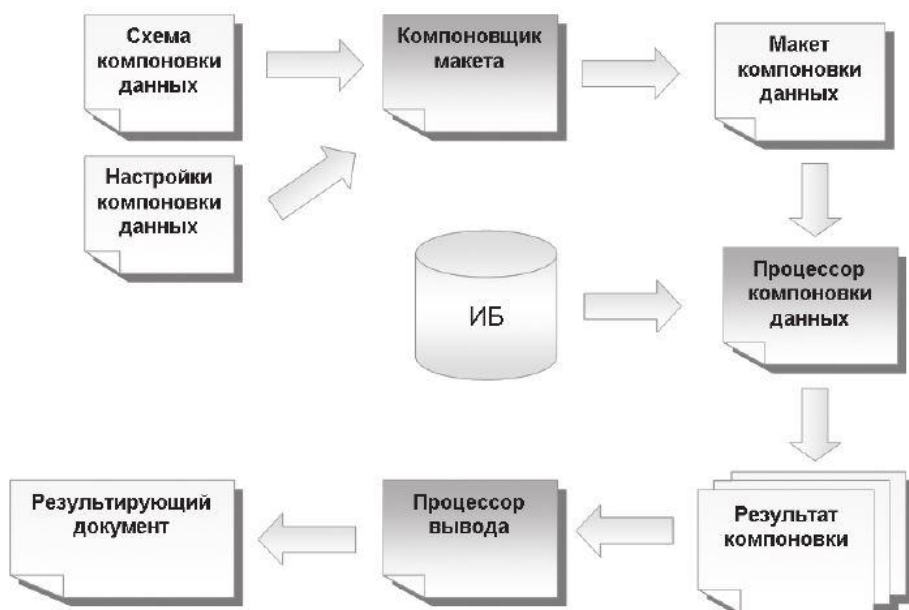 Схема
компоновки
данных
Компоновщик
макета
Макет
компоновки
данных
Настройки
компоновки
данных
ИБ
Процессор
компоновки
данных
Результирующий
документ
Процессор
вывода
Результат
компоновки